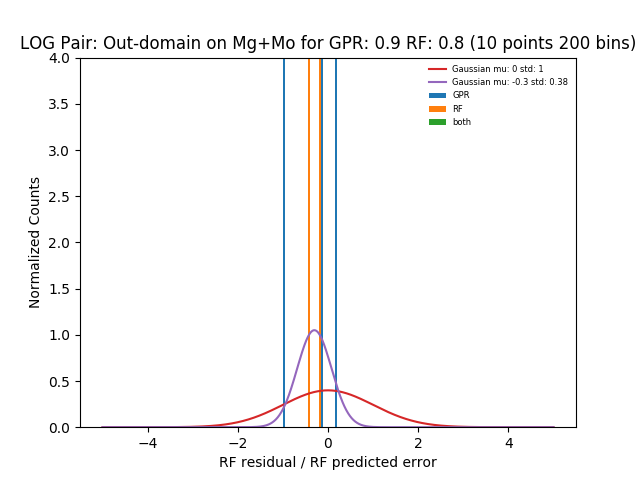 LOG Pair: Out-domain on Mg+Mo for GPR: 0.9 RF: 0.8 (10 points 200 bins)
4.0
3.5
3.0
2.5
2.0
1.5
1.0
0.5
0.0
Normalized Counts
Gaussian mu: 0 std: 1
Gaussian mu: -0.3 std: 0.38
GPR
RF
both
−4
−2
0
2
4
RF residual / RF predicted error